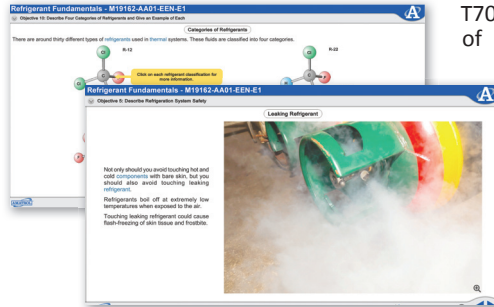 T70
of
Refrigerant Fundamentals - M19162-AA01-EEN-E1
Objective 10: Describe Four Categories of Refrigerants and Give an Example of Each
Categories of Refrigerants
There are around thirty different types of refrigerants used in thermal systems. These fluids are classified into four categories.
R-12
R-22
Cl
C
Click on each refrigerant classification for
more information.
Refrigerant Fundamentals - M19162-AA01-EEN-E1
Objective 5: Describe Refrigeration System Safety
Leaking Refrigerant
Not only should you avoid touching hot and
cold components with bare skin, but you
should also avoid touching leaking
refrigerant.
Refrigerants boil off at extremely low
temperatures when exposed to the air.
Touching leaking refrigerant could cause
flash-freezing of skin tissue and frostbite.